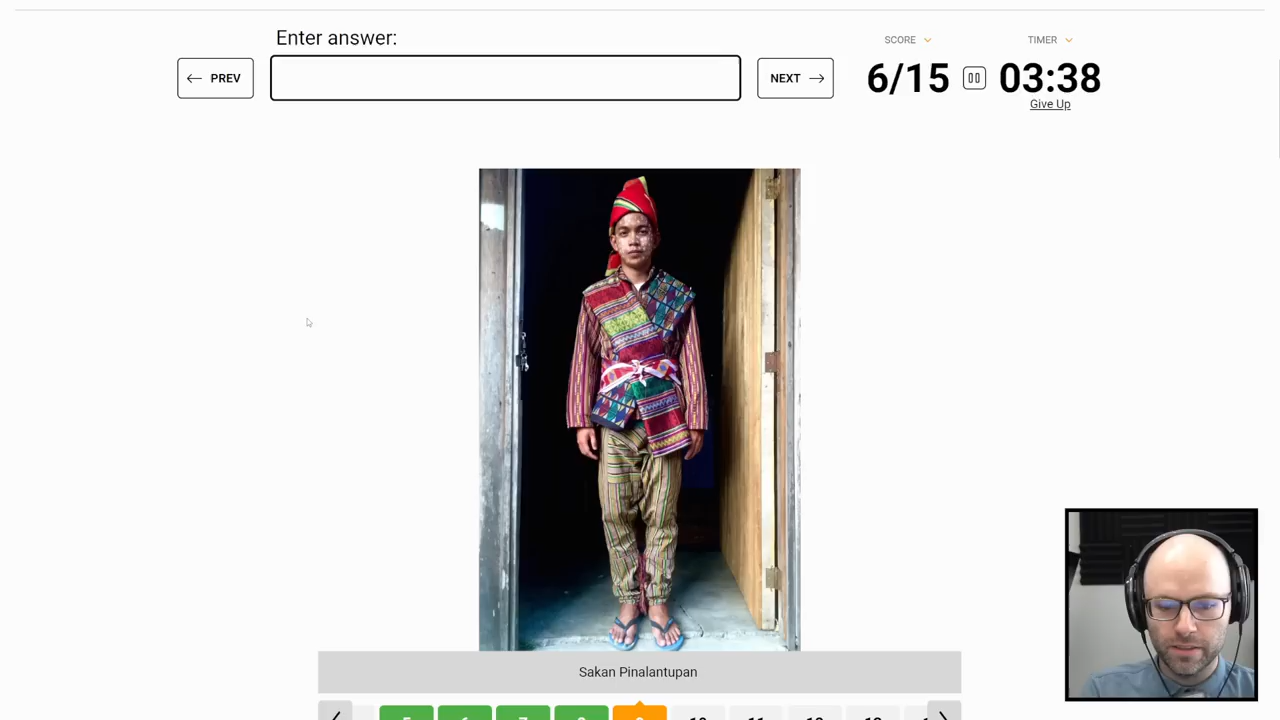 Enter answer:
SCORE
TIMER
← PREV
NEXT →
6/15
03:38
Give Up
Sakan Pinalantupan